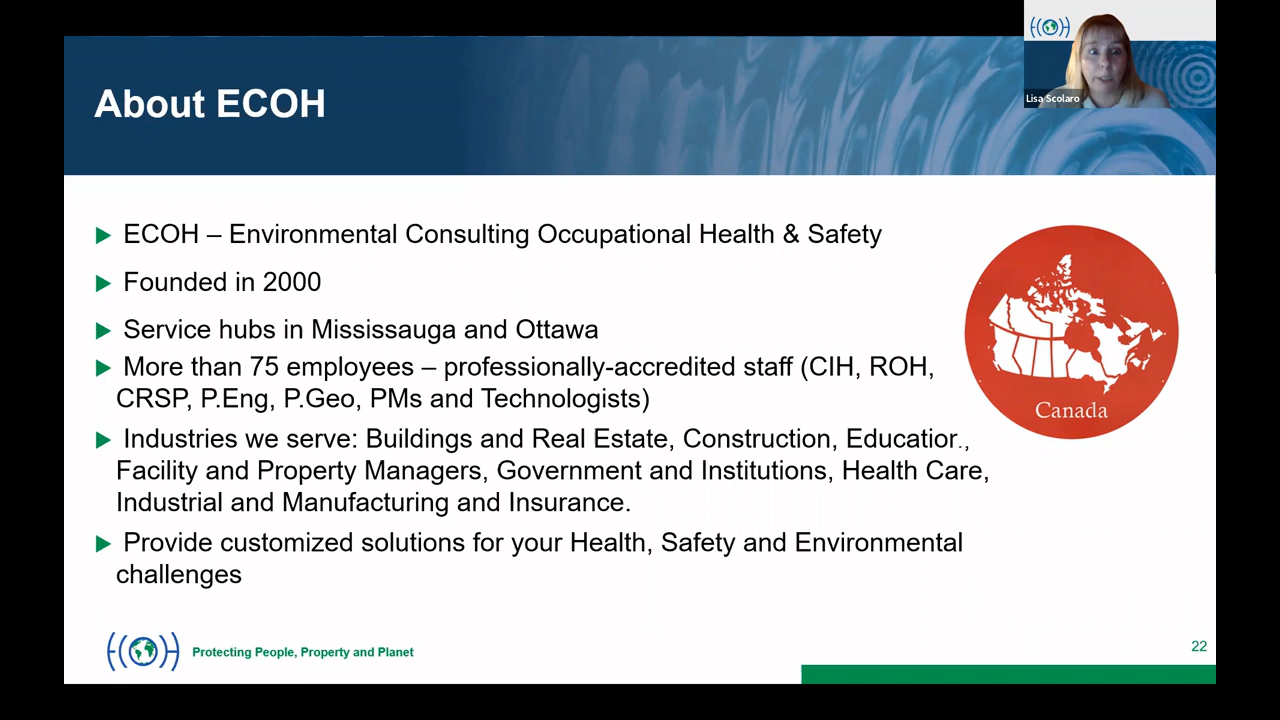 Lisa Scolaro
About ECOH
ECOH – Environmental Consulting Occupational Health & Safety
Founded in 2000
Service hubs in Mississauga and Ottawa
More than 75 employees – professionally-accredited staff (CIH, ROH,
CRSP, P.Eng, P.Geo, PMs and Technologists)
Industries we serve: Buildings and Real Estate, Construction, Education,
Facility and Property Managers, Government and Institutions, Health Care,
Industrial and Manufacturing and Insurance.
Provide customized solutions for your Health, Safety and Environmental
challenges
Canada
Protecting People, Property and Planet
22